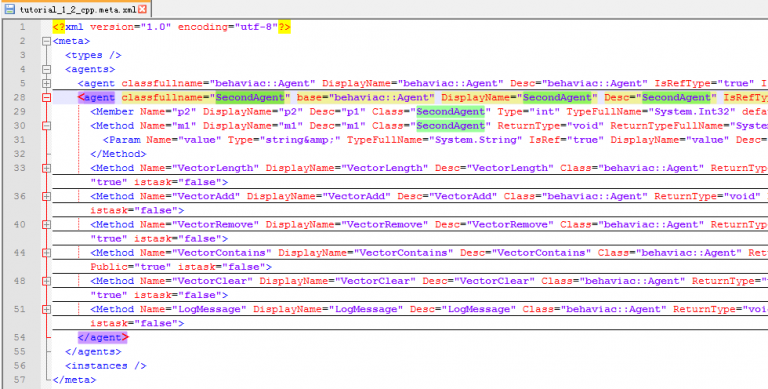 tutorial_1_2_cpp.meta.xml
1 <?xml version="1.0" encoding="utf-8"?>
2 <meta>
3 <types />
4 <agents>
5 <agent classfullname="behaviac::Agent" DisplayName="behaviac::Agent" Desc="behaviac::Agent" IsRefType="true" I
28 <agent classfullname="SecondAgent" base="behaviac::Agent" DisplayName="SecondAgent" Desc="SecondAgent" IsRefTy
29 <Member Name="p2" DisplayName="p2" Desc="p1" Class="SecondAgent" Type="int" TypeFullName="System.Int32" defa
30 <Method Name="m1" DisplayName="m1" Desc="m1" Class="SecondAgent" ReturnType="void" ReturnTypeFullName="System
31 <Param Name="value" Type="string&amp;" TypeFullName="System.String" IsRef="true" DisplayName="value" Desc=
32 </Method>
33 <Method Name="VectorLength" DisplayName="VectorLength" Desc="VectorLength" Class="behaviac::Agent" ReturnTyp
"true" istask="false">
36 <Method Name="VectorAdd" DisplayName="VectorAdd" Desc="VectorAdd" Class="behaviac::Agent" ReturnType="void"
istask="false">
40 <Method Name="VectorRemove" DisplayName="VectorRemove" Desc="VectorRemove" Class="behaviac::Agent" ReturnTyp
"true" istask="false">
44 <Method Name="VectorContains" DisplayName="VectorContains" Desc="VectorContains" Class="behaviac::Agent" Ret
Public="true" istask="false">
48 <Method Name="VectorClear" DisplayName="VectorClear" Desc="VectorClear" Class="behaviac::Agent" ReturnType="
"true" istask="false">
51 <Method Name="LogMessage" DisplayName="LogMessage" Desc="LogMessage" Class="behaviac::Agent" ReturnType="voi
istask="false">
54 </agent>
55 </agents>
56 <instances />
57 </meta>